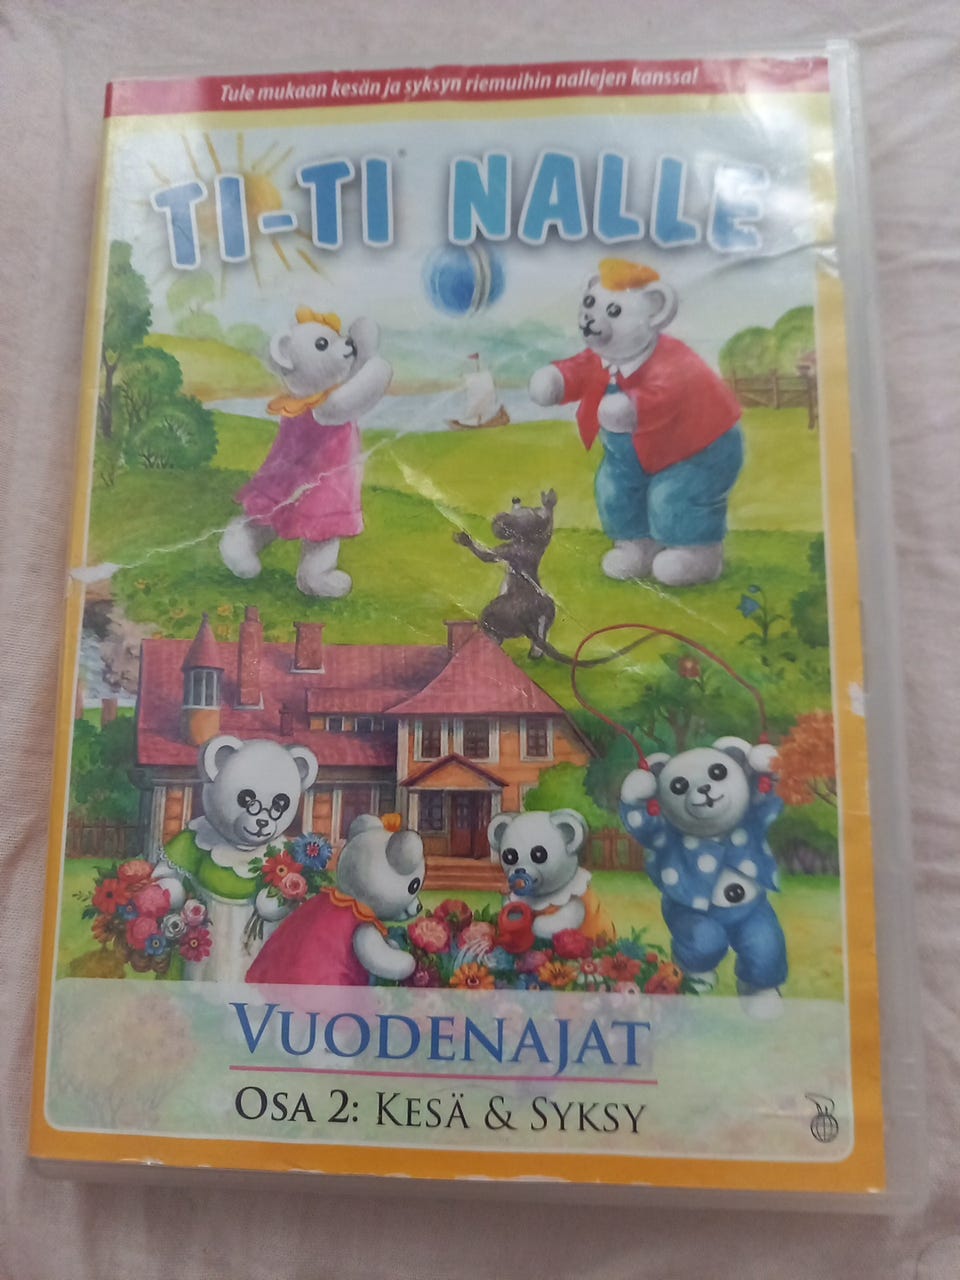 Tule mukaan kesän ja syksyn riemuihin nallejen kanssa!
TI-TI NALLE
VUODENAJAT
OSA 2: KESÄ & SYKSY